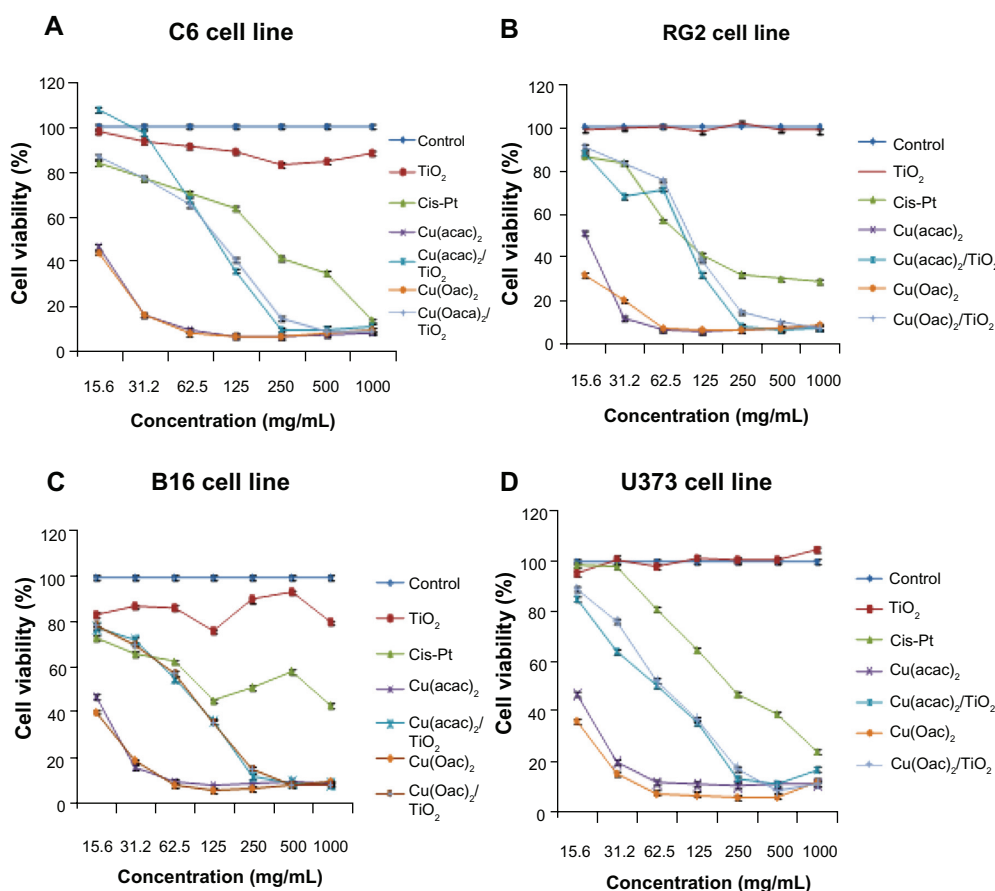 A
C6 cell line
Cell viability (%)
120
100
80
60
40
20
0
15.6 31.2 62.5 125 250 500 1000
Concentration (mg/mL)
Control
TiO2
Cis-Pt
Cu(acac)2
Cu(acac)2/
TiO2
Cu(Oac)2
Cu(Oaca)2/
TiO2
B
RG2 cell line
Cell viability (%)
120
100
80
60
40
20
0
15.6 31.2 62.5 125 250 500 1000
Concentration (mg/mL)
Control
TiO2
Cis-Pt
Cu(acac)2
Cu(acac)2/TiO2
Cu(Oac)2
Cu(Oac)2/TiO2
C
B16 cell line
Cell viability (%)
120
100
80
60
40
20
0
15.6 31.2 62.5 125 250 500 1000
Concentration (mg/mL)
Control
TiO2
Cis-Pt
Cu(acac)2
Cu(acac)2/
TiO2
Cu(Oac)2
Cu(Oac)2/
TiO2
D
U373 cell line
Cell viability (%)
120
100
80
60
40
20
0
15.6 31.2 62.5 125 250 500 1000
Concentration (mg/mL)
Control
TiO2
Cis-Pt
Cu(acac)2
Cu(acac)2/TiO2
Cu(Oac)2
Cu(Oac)2/TiO2